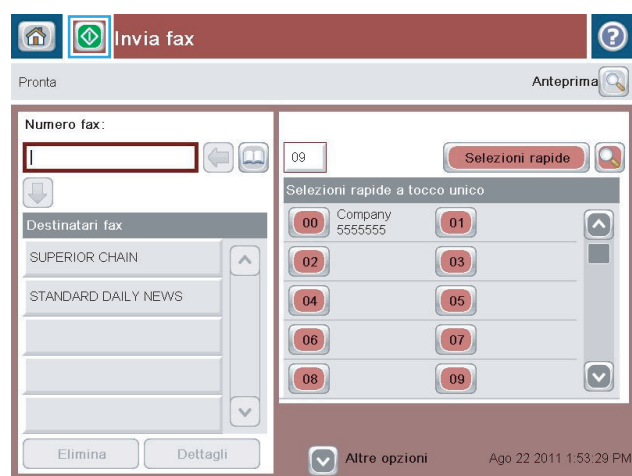 Invia fax
Pronta
Anteprima
Numero fax:
09
Selezioni rapide
Selezioni rapide a tocco unico
Destinatari fax
SUPERIOR CHAIN
STANDARD DAILY NEWS
00 Company 01
5555555
02 03
04 05
06 07
08 09
Elimina Dettagli
Altre opzioni
Ago 22 2011 1:53:29 PM